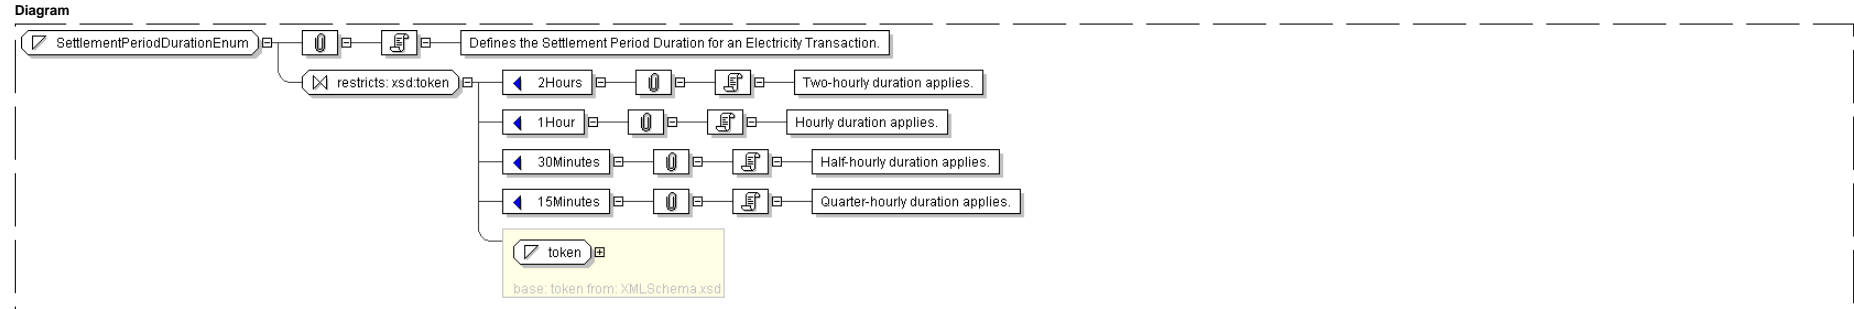 Diagram
SettlementPeriodDurationEnum Defines the Settlement Period Duration for an Electricity Transaction.
restricts: xsd:token 2Hours Two-hourly duration applies.
1Hour Hourly duration applies.
30Minutes Half-hourly duration applies.
15Minutes Quarter-hourly duration applies.
token
base: token from: XMLSchema.xsd